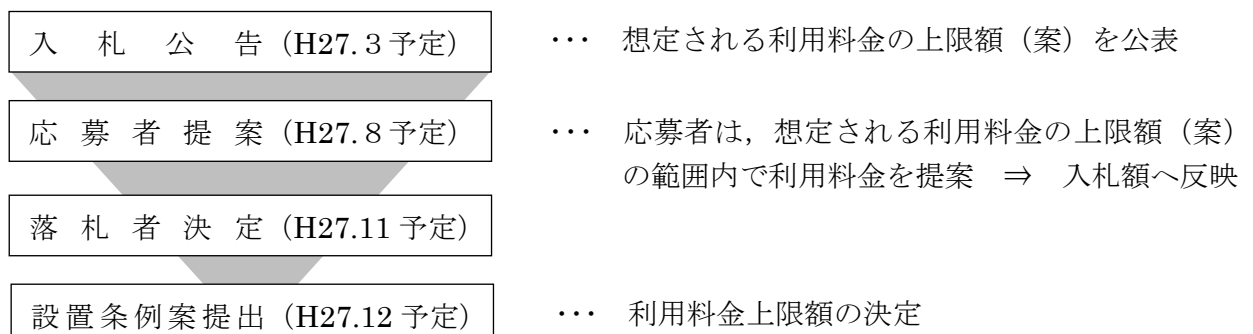 入札公告（H27.3予定） ･･･ 想定される利用料金の上限額（案）を公表
応募者提案（H27.8予定） ･･･ 応募者は，想定される利用料金の上限額（案）
の範囲内で利用料金を提案 ⇒ 入札額へ反映
落札者決定（H27.11予定）
設置条例案提出（H27.12予定） ･･･ 利用料金上限額の決定